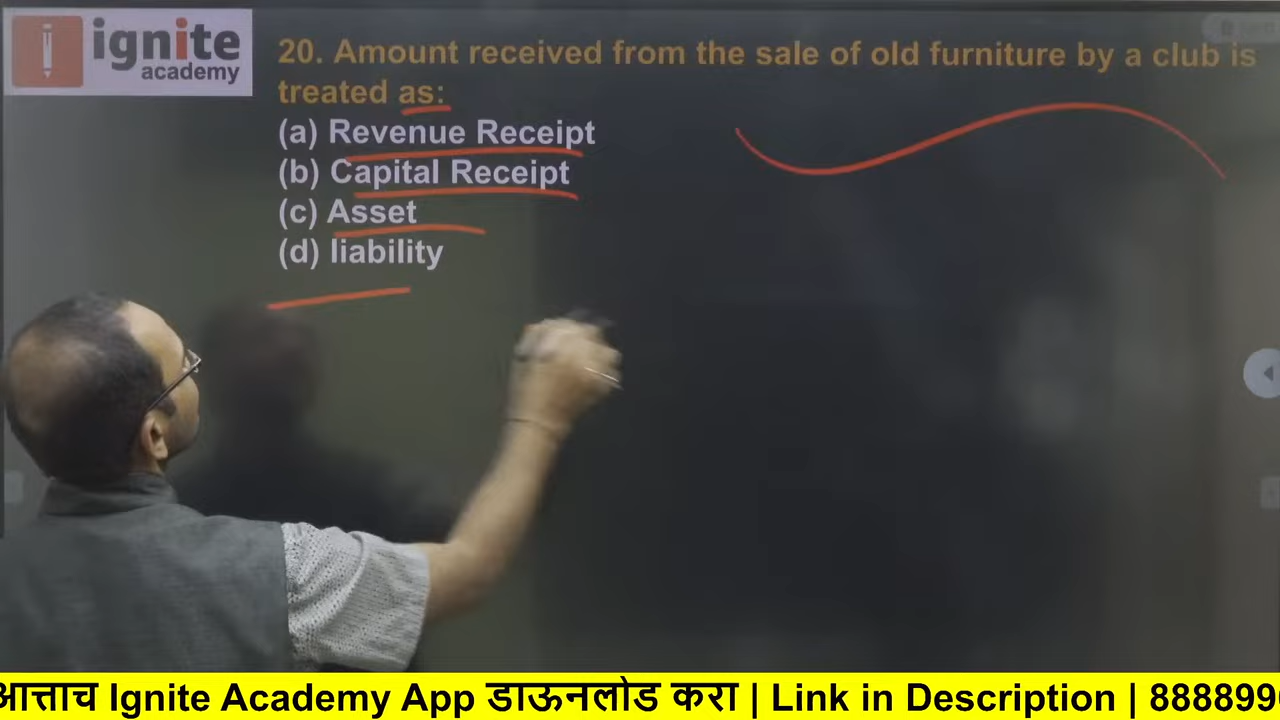 ignite
academy
20. Amount received from the sale of old furniture by a club is
treated as:
(a) Revenue Receipt
(b) Capital Receipt
(c) Asset
(d) liability
आत्ताच Ignite Academy App डाऊनलोड करा | Link in Description | 888899